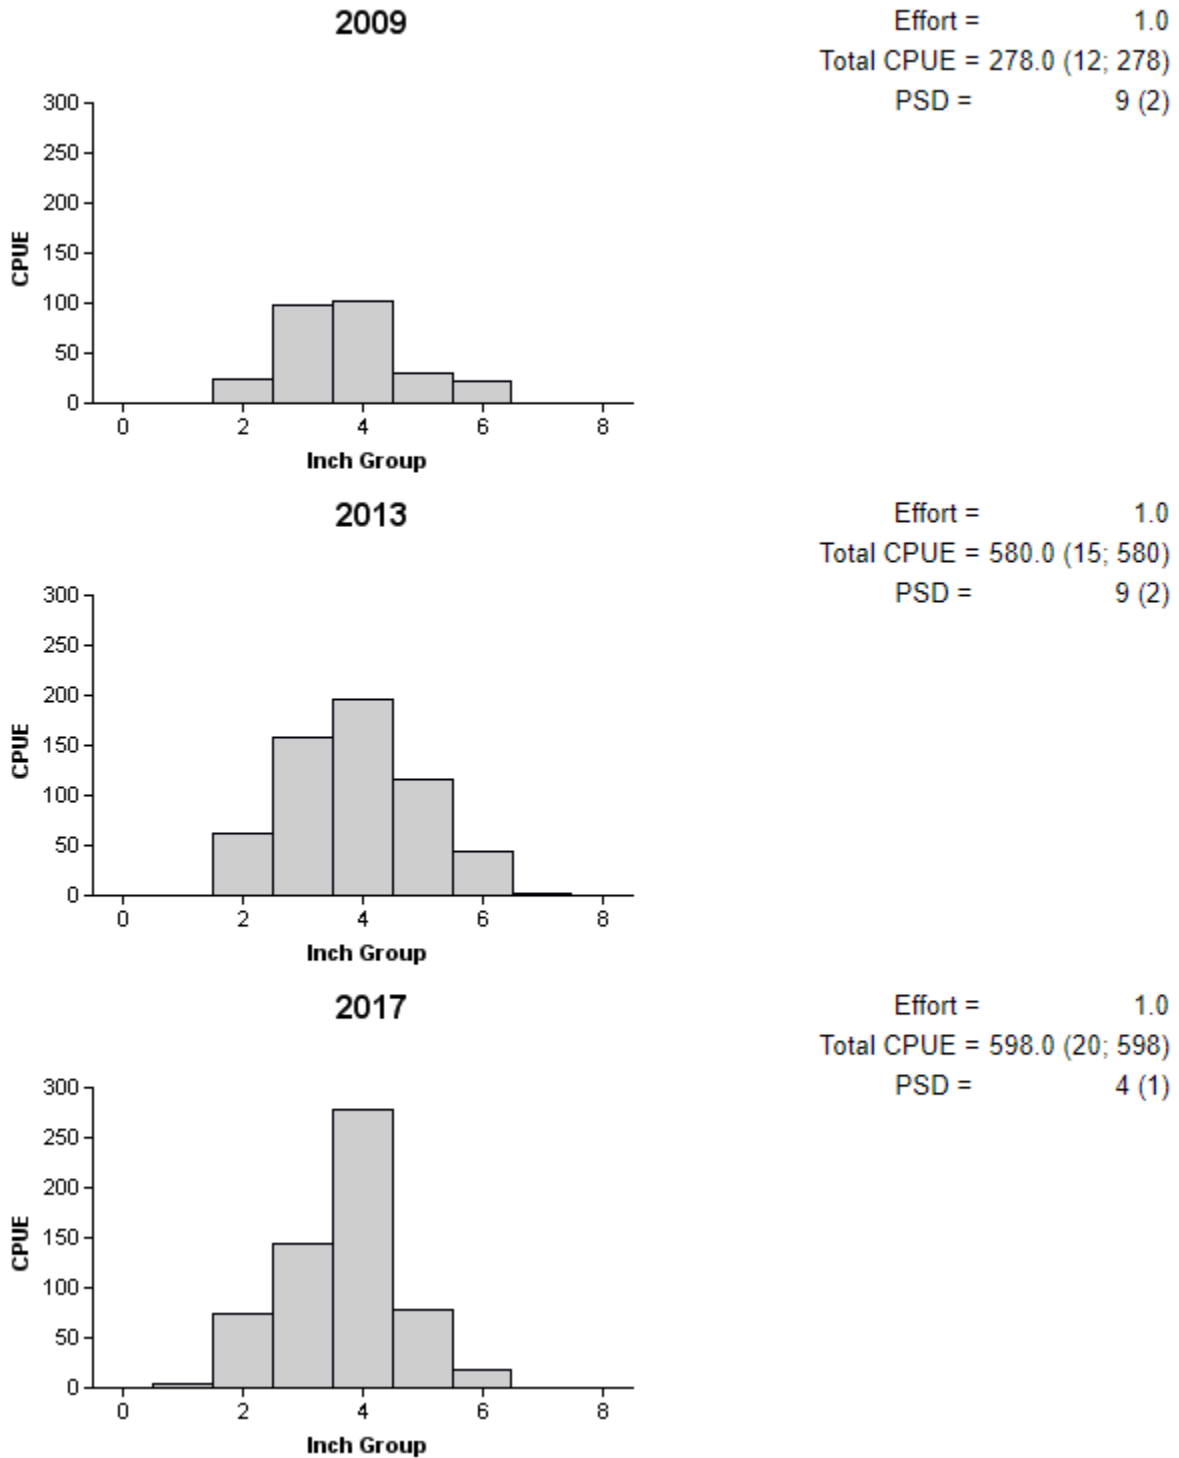 2009
Effort = 1.0
Total CPUE = 278.0 (12; 278)
PSD = 9 (2)
300
250
200
150
100
50
0
CPUE
0 2 4 6 8
Inch Group
2013
Effort = 1.0
Total CPUE = 580.0 (15; 580)
PSD = 9 (2)
300
250
200
150
100
50
0
CPUE
0 2 4 6 8
Inch Group
2017
Effort = 1.0
Total CPUE = 598.0 (20; 598)
PSD = 4 (1)
300
250
200
150
100
50
0
CPUE
0 2 4 6 8
Inch Group